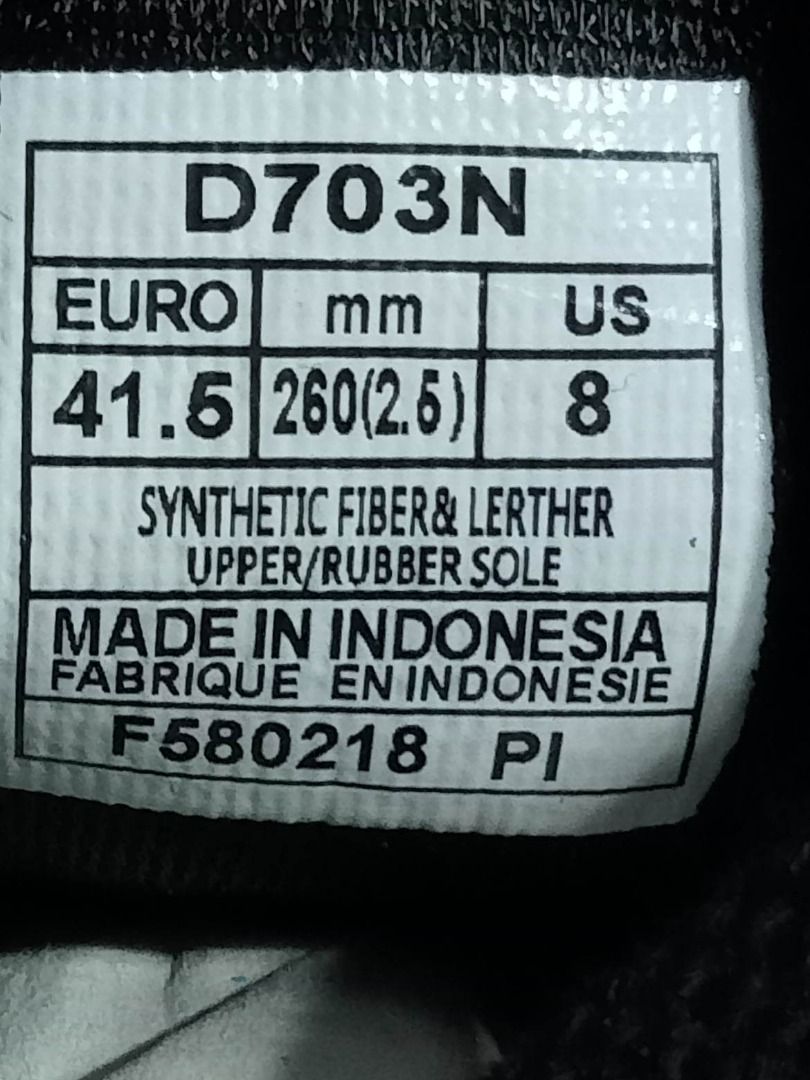 D703N
EURO mm US
41.5 260(2.5) 8
SYNTHETIC FIBER& LERTHER
UPPER/RUBBER SOLE
MADE IN INDONESIA
FABRIQUE EN INDONESIE
F580218 PI